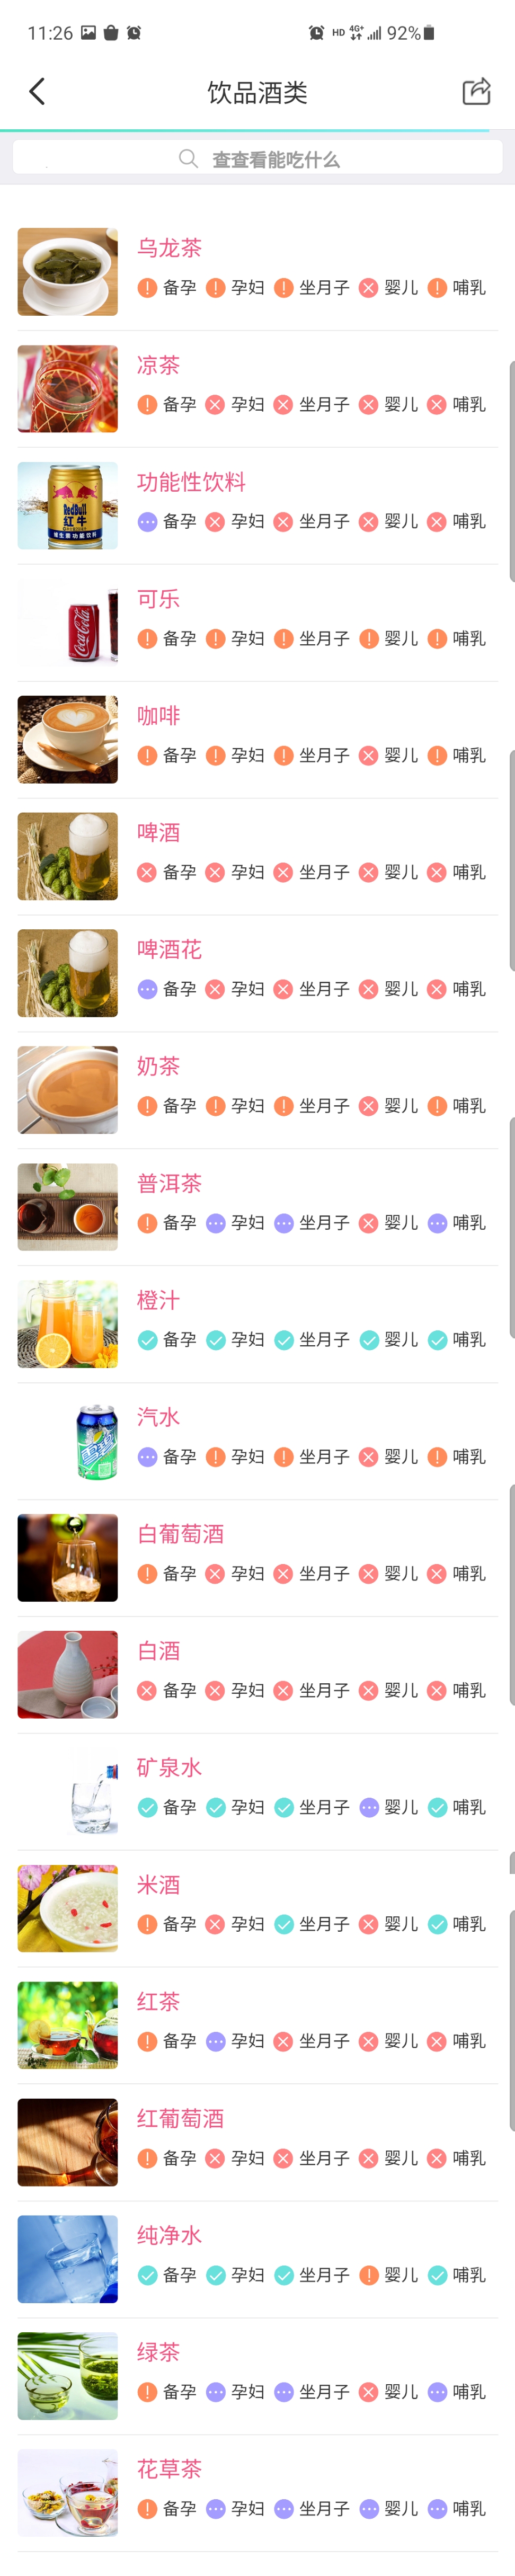 11:26 HD 4G+ 92%
饮品酒类
查查看能吃什么
乌龙茶
备孕 孕妇 坐月子 婴儿 哺乳
凉茶
备孕 孕妇 坐月子 婴儿 哺乳
RedBull
红牛
维生素功能饮料
功能性饮料
备孕 孕妇 坐月子 婴儿 哺乳
Coca-Cola
可乐
备孕 孕妇 坐月子 婴儿 哺乳
咖啡
备孕 孕妇 坐月子 婴儿 哺乳
啤酒
备孕 孕妇 坐月子 婴儿 哺乳
啤酒花
备孕 孕妇 坐月子 婴儿 哺乳
奶茶
备孕 孕妇 坐月子 婴儿 哺乳
普洱茶
备孕 孕妇 坐月子 婴儿 哺乳
橙汁
备孕 孕妇 坐月子 婴儿 哺乳
雪碧
汽水
备孕 孕妇 坐月子 婴儿 哺乳
白葡萄酒
备孕 孕妇 坐月子 婴儿 哺乳
白酒
备孕 孕妇 坐月子 婴儿 哺乳
矿泉水
备孕 孕妇 坐月子 婴儿 哺乳
米酒
备孕 孕妇 坐月子 婴儿 哺乳
红茶
备孕 孕妇 坐月子 婴儿 哺乳
红葡萄酒
备孕 孕妇 坐月子 婴儿 哺乳
纯净水
备孕 孕妇 坐月子 婴儿 哺乳
绿茶
备孕 孕妇 坐月子 婴儿 哺乳
花草茶
备孕 孕妇 坐月子 婴儿 哺乳